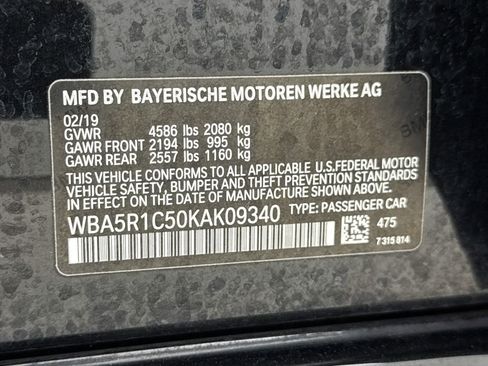 MFD BY BAYERISCHE MOTOREN WERKE AG
02/19
GVWR 4586 lbs 2080 kg
GAWR FRONT 2194 lbs 995 kg
GAWR REAR 2557 lbs 1160 kg
THIS VEHICLE CONFORMS TO ALL APPLICABLE U.S.FEDERAL MOTOR
VEHICLE SAFETY, BUMPER, AND THEFT PREVENTION STANDARDS
IN EFFECT ON THE DATE OF MANUFACTURE SHOWN ABOVE.
WBA5R1C50KAK09340 TYPE: PASSENGER CAR
475
7 315 814